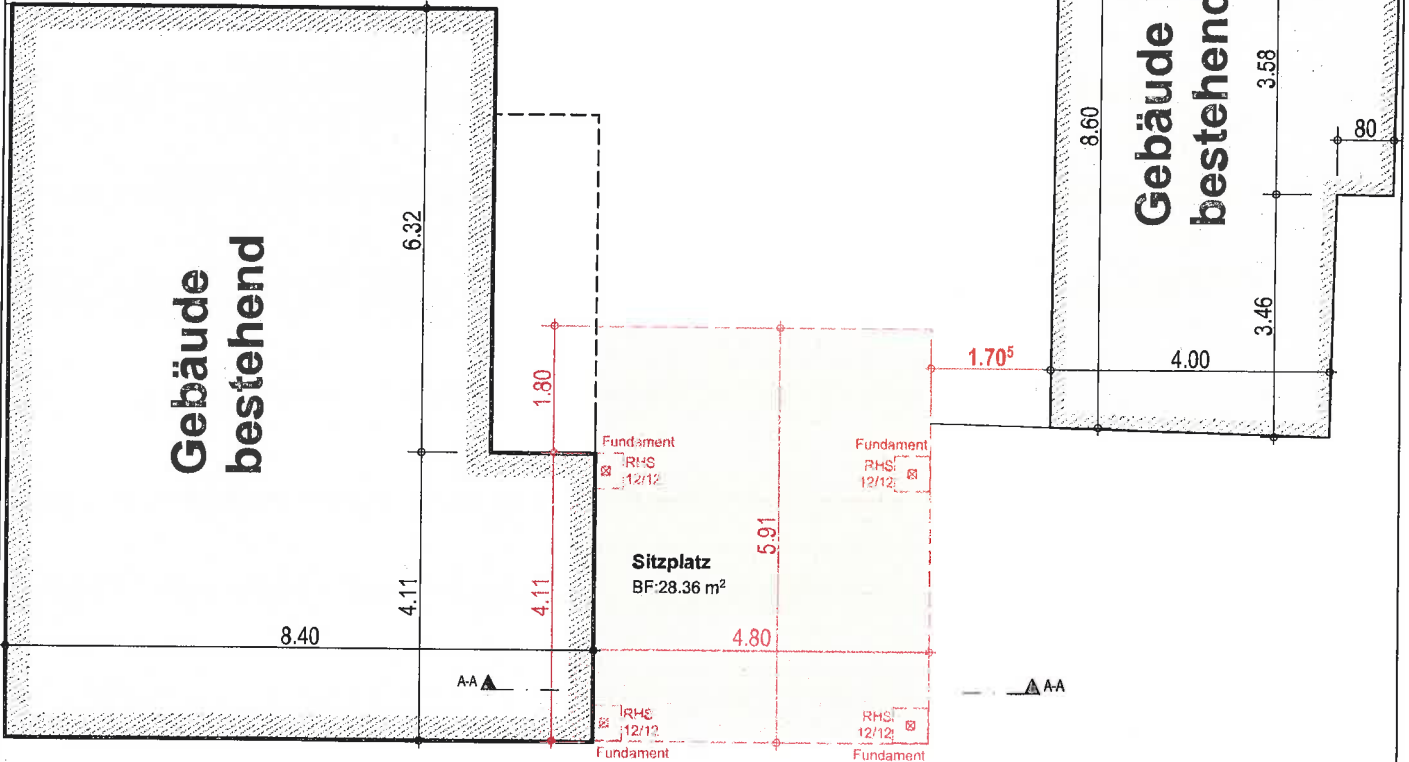 Gebäude
bestehend
6.32
4.11
8.40
1.80
4.11
Fundament
RHS
12/12
Fundament
RHS
12/12
5.91
Sitzplatz
BF:28.36 m²
4.80
A-A
A-A
RHS
12/12
Fundament
RHS
12/12
Fundament
1.70⁵
4.00
8.60
Gebäude
bestehend
3.58
80
3.46